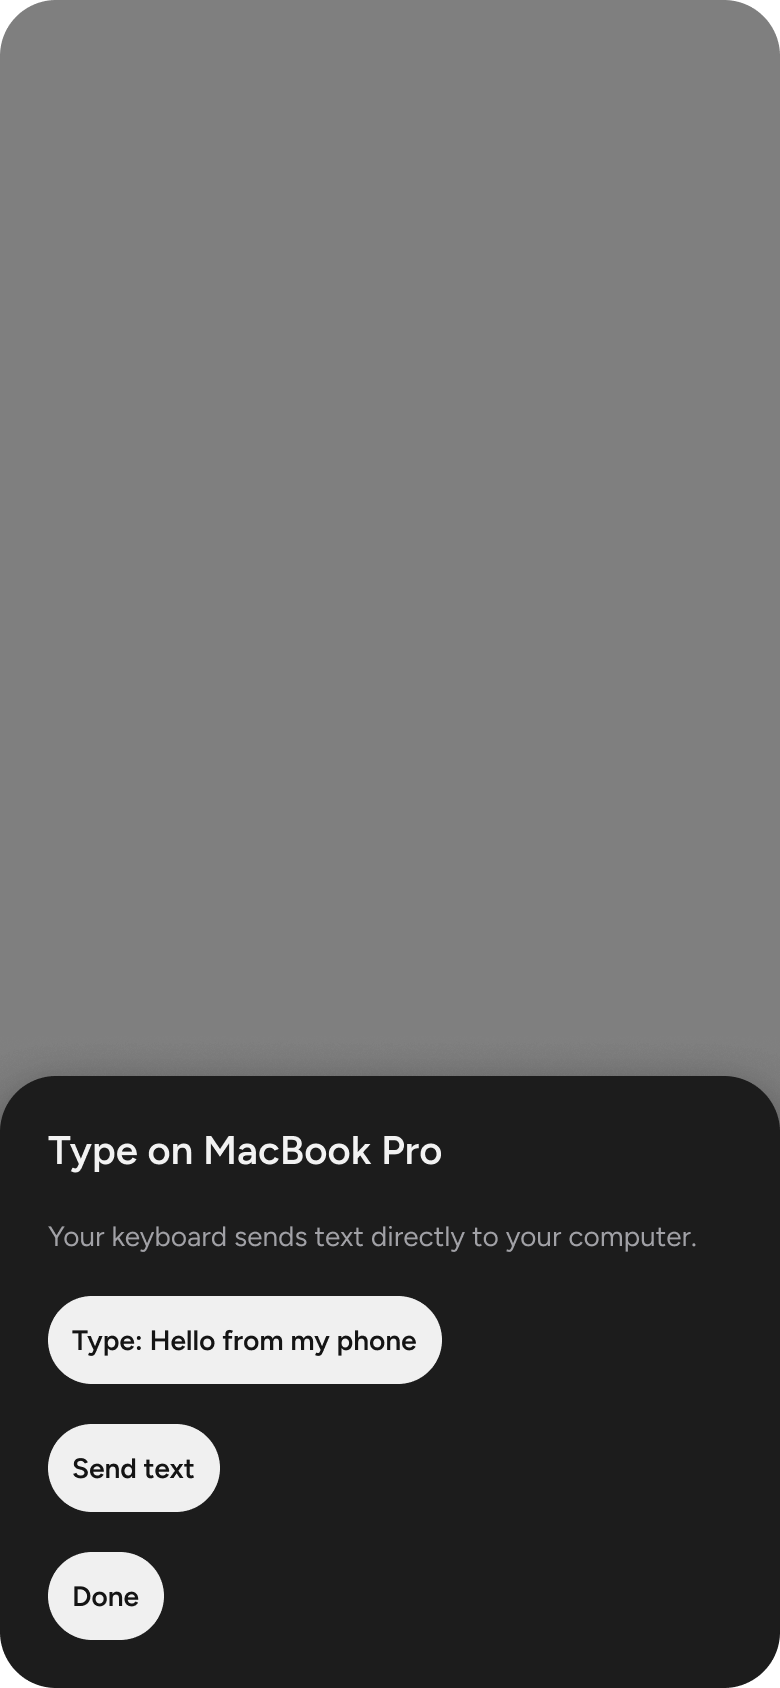 Type on MacBook Pro
Your keyboard sends text directly to your computer.
Type: Hello from my phone
Send text
Done